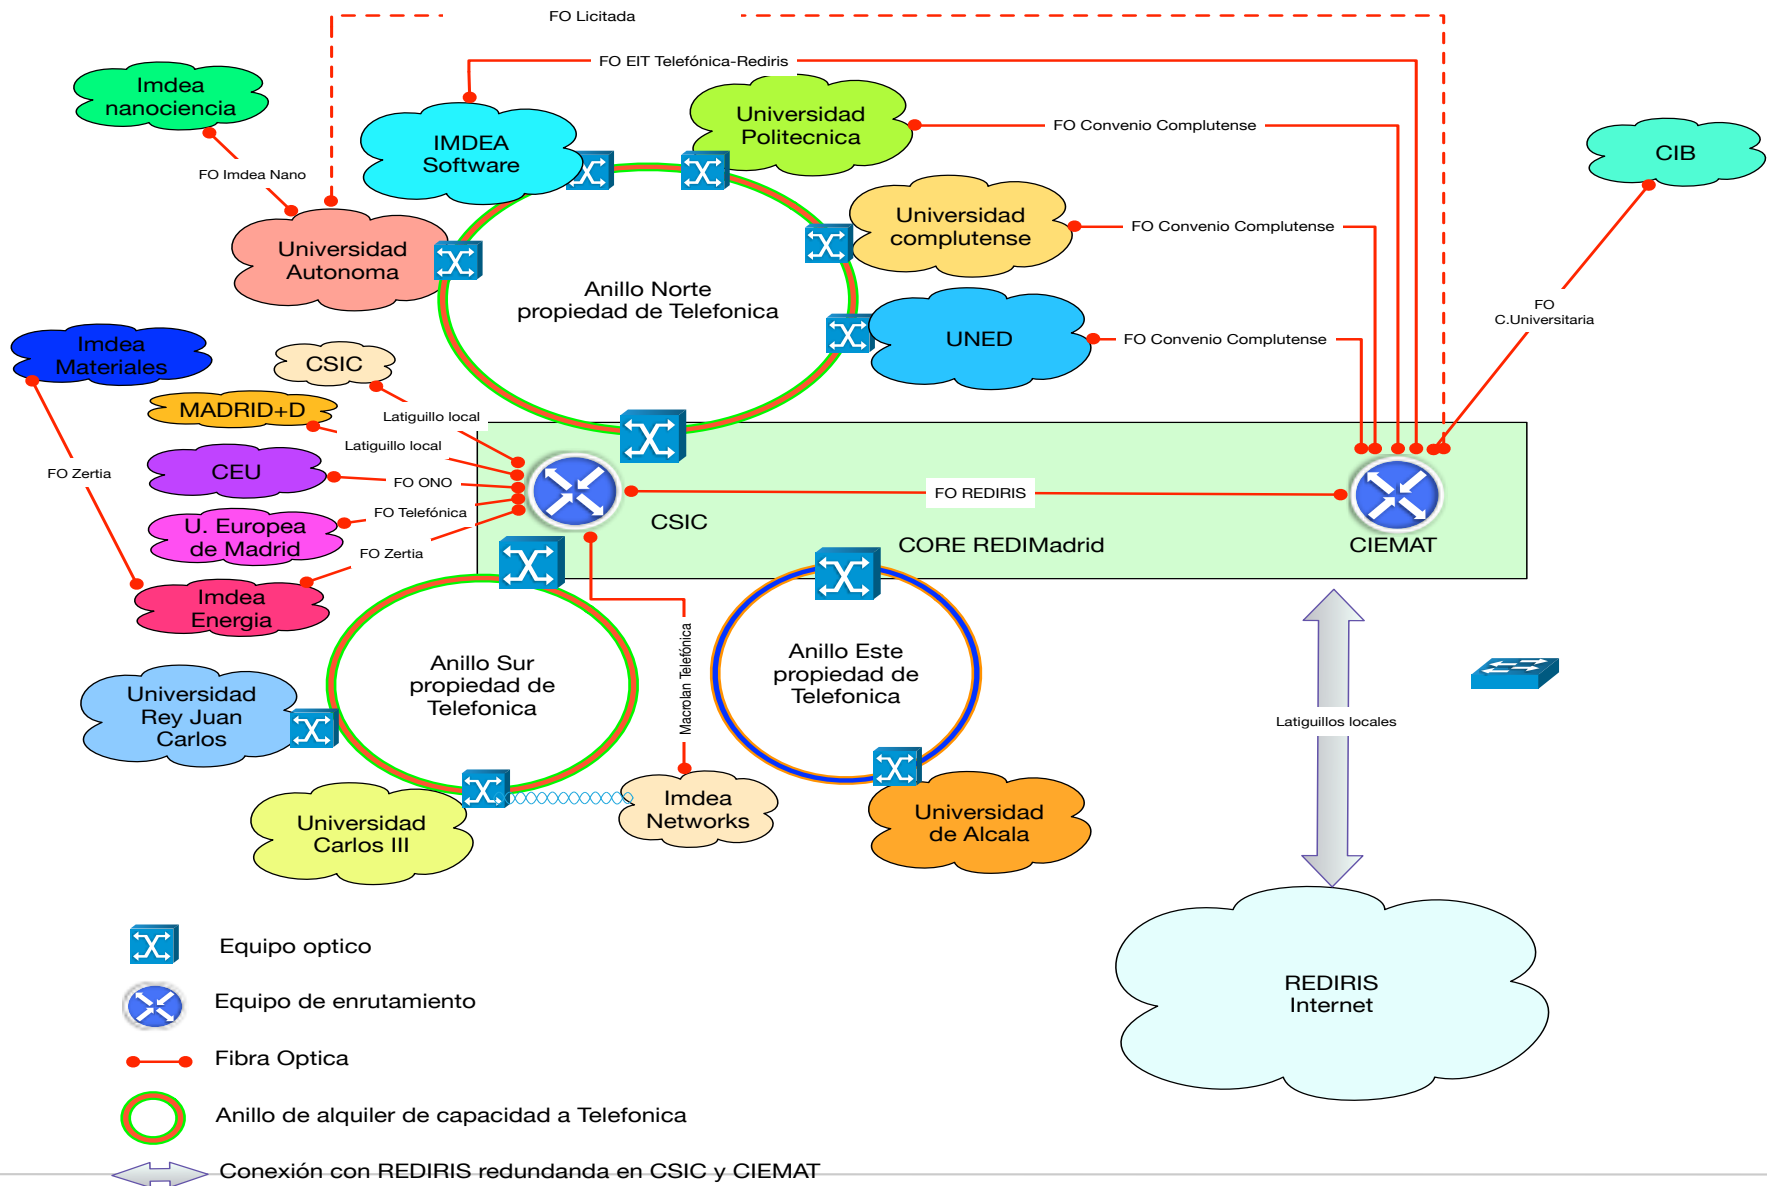 FO Licitada
FO EIT Telefónica-Rediris
Imdea
nanociencia
IMDEA
Software
Universidad
Politecnica
FO Convenio Complutense
CIB
FO Imdea Nano
Universidad
Autonoma
Universidad
complutense
FO Convenio Complutense
Anillo Norte
propiedad de Telefonica
FO
C.Universitaria
UNED
FO Convenio Complutense
Imdea
Materiales
CSIC
MADRID+D
Latiguillo local
Latiguillo local
CEU
FO Zertia
FO ONO
FO REDIRIS
U. Europea
de Madrid
FO Telefónica
CSIC
CORE REDIMadrid
CIEMAT
FO Zertia
Imdea
Energia
Anillo Sur
propiedad de
Telefonica
Macrolan Telefónica
Anillo Este
propiedad de
Telefonica
Universidad
Rey Juan
Carlos
Latiguillos locales
Universidad
Carlos III
Imdea
Networks
Universidad
de Alcala
Equipo optico
REDIRIS
Internet
Equipo de enrutamiento
Fibra Optica
Anillo de alquiler de capacidad a Telefonica
Conexión con REDIRIS redundanda en CSIC y CIEMAT